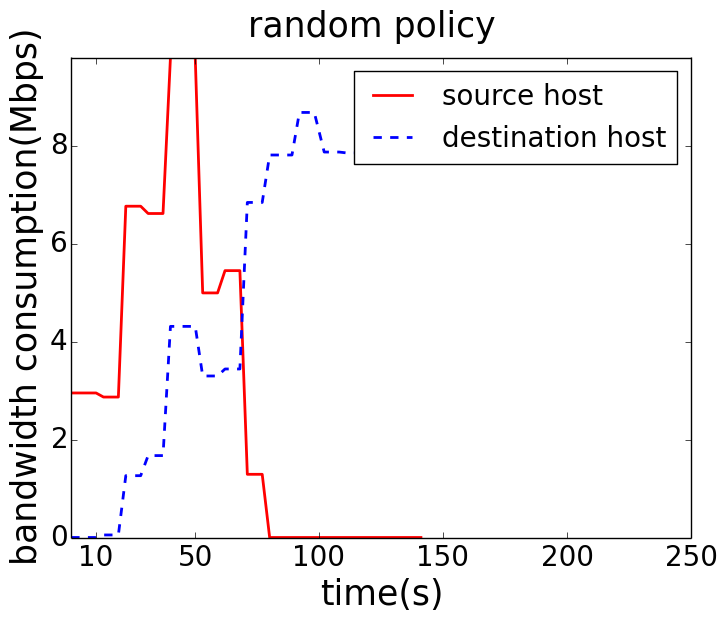 random policy
bandwidth consumption(Mbps)
8
6
4
2
0
source host
destination host
10 50 100 150 200 250
time(s)